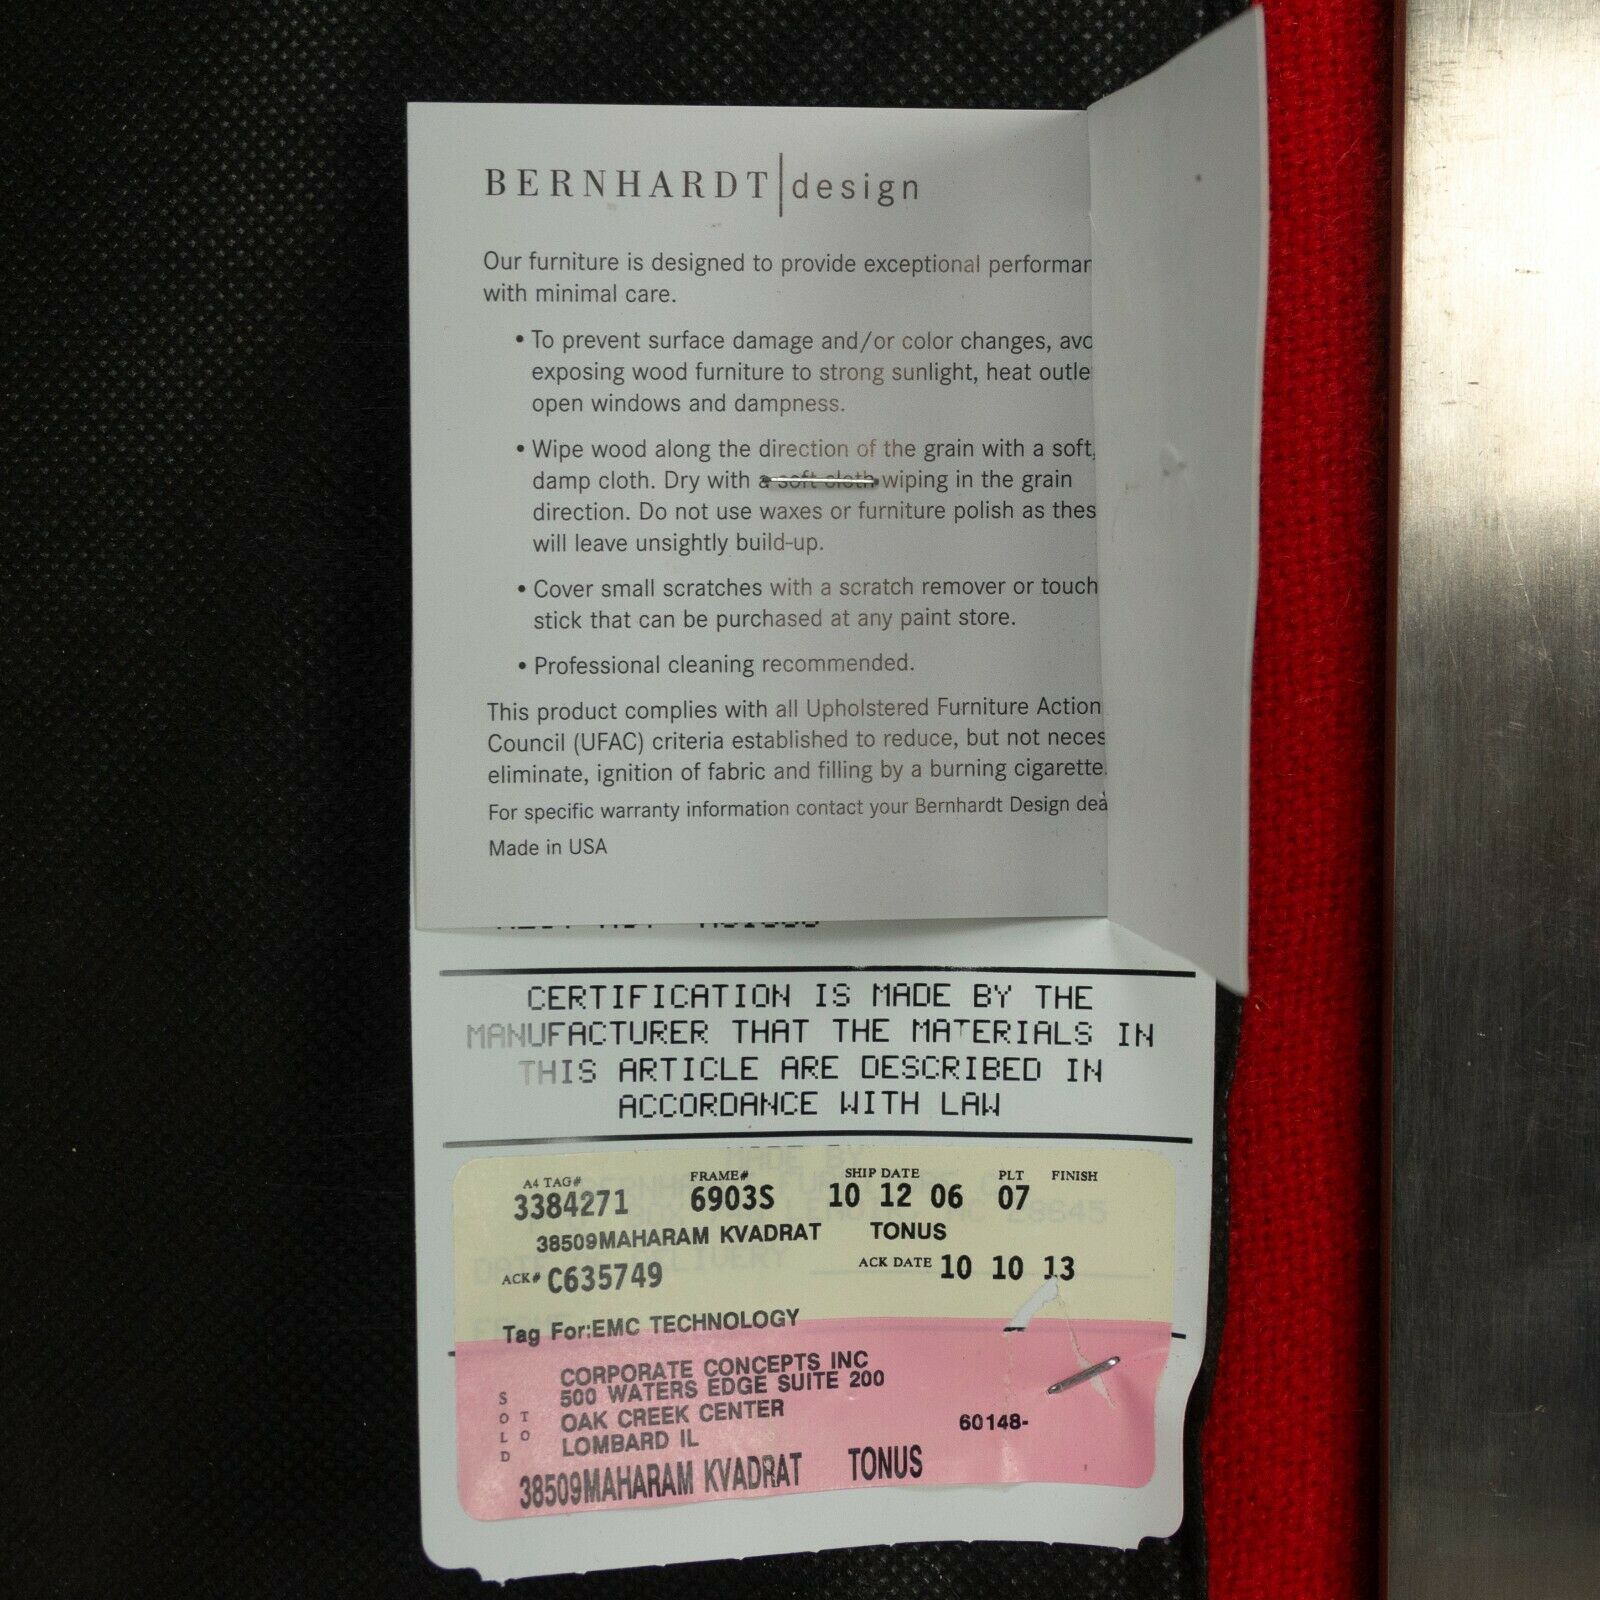 BERNHARDT design
Our furniture is designed to provide exceptional performan
with minimal care.
• To prevent surface damage and/or color changes, avo
exposing wood furniture to strong sunlight, heat outle
open windows and dampness.
• Wipe wood along the direction of the grain with a soft,
damp cloth. Dry with a soft cloth wiping in the grain
direction. Do not use waxes or furniture polish as thes
will leave unsightly build-up.
• Cover small scratches with a scratch remover or touch
stick that can be purchased at any paint store.
• Professional cleaning recommended.
This product complies with all Upholstered Furniture Action
Council (UFAC) criteria established to reduce, but not neces
eliminate, ignition of fabric and filling by a burning cigarette.
For specific warranty information contact your Bernhardt Design dea
Made in USA
CERTIFICATION IS MADE BY THE
MANUFACTURER THAT THE MATERIALS IN
THIS ARTICLE ARE DESCRIBED IN
ACCORDANCE WITH LAW
A4 TAG# FRAME# SHIP DATE PLT FINISH
3384271 6903S 10 12 06 07
38509MAHARAM KVADRAT TONUS
ACK# C635749 ACK DATE 10 10 13
Tag For:EMC TECHNOLOGY
SOLD TO
CORPORATE CONCEPTS INC
500 WATERS EDGE SUITE 200
OAK CREEK CENTER
LOMBARD IL 60148-
38509MAHARAM KVADRAT TONUS